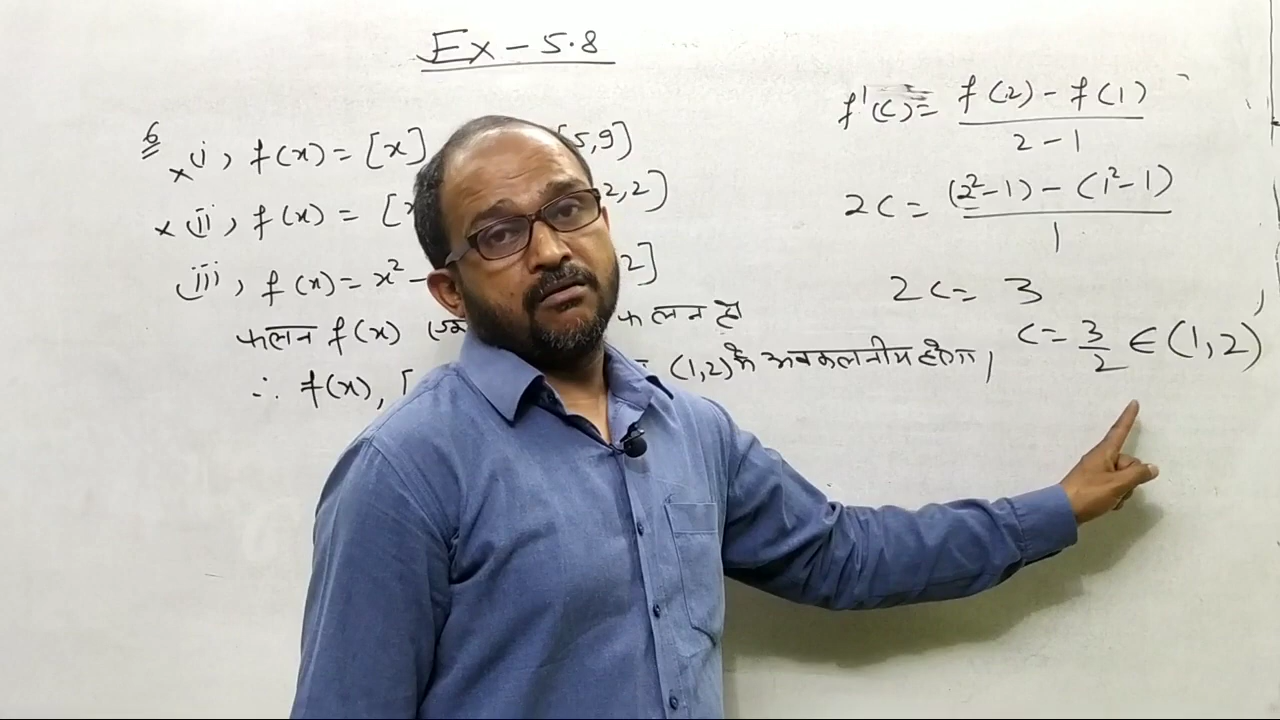 Ex - 5.8
6
x (i), f(x) = [x] 5,9]
x (ii), f(x) = [x 2,2]
(iii), f(x) = x² - 2]
फलन f(x) फलन है
∴ f(x), [ (1,2) में अवकलनीय होगा।
f'(c) = f(2) - f(1) / 2 - 1
2c = (2² - 1) - (1² - 1) / 1
2c = 3
c = 3/2 ∈ (1,2)